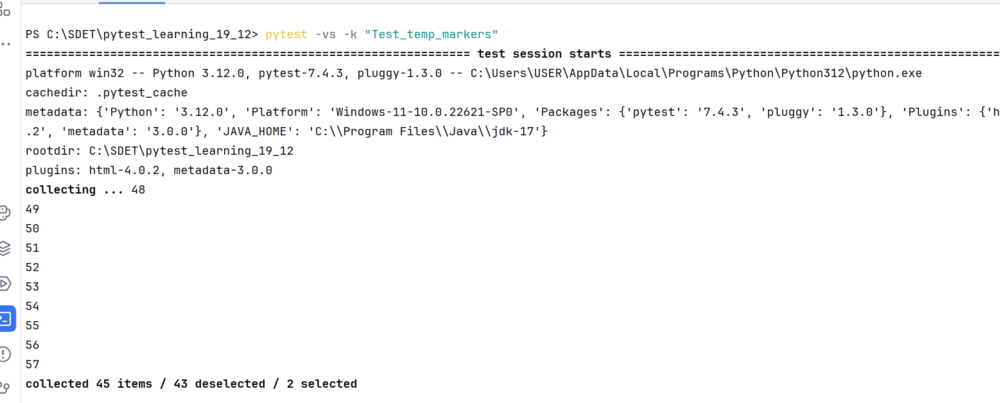 PS C:\SDET\pytest_learning_19_12> pytest -vs -k "Test_temp_markers"
=============================================================== test session starts ======================================================
platform win32 -- Python 3.12.0, pytest-7.4.3, pluggy-1.3.0 -- C:\Users\USER\AppData\Local\Programs\Python\Python312\python.exe
cachedir: .pytest_cache
metadata: {'Python': '3.12.0', 'Platform': 'Windows-11-10.0.22621-SP0', 'Packages': {'pytest': '7.4.3', 'pluggy': '1.3.0'}, 'Plugins': {'h
.2', 'metadata': '3.0.0'}, 'JAVA_HOME': 'C:\\Program Files\\Java\\jdk-17'}
rootdir: C:\SDET\pytest_learning_19_12
plugins: html-4.0.2, metadata-3.0.0
collecting ... 48
49
50
51
52
53
54
55
56
57
collected 45 items / 43 deselected / 2 selected